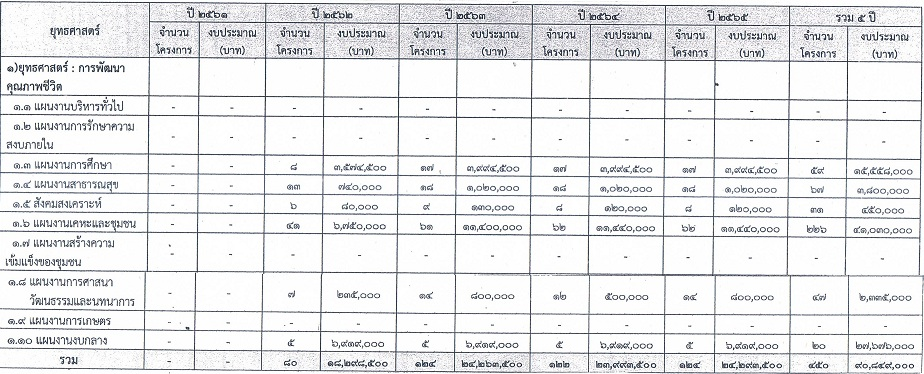 ยุทธศาสตร์ ปี ๒๕๖๑ ปี ๒๕๖๒ ปี ๒๕๖๓ ปี ๒๕๖๔ ปี ๒๕๖๕ รวม ๕ ปี
จำนวน งบประมาณ จำนวน งบประมาณ จำนวน งบประมาณ จำนวน งบประมาณ จำนวน งบประมาณ จำนวน งบประมาณ
โครงการ (บาท) โครงการ (บาท) โครงการ (บาท) โครงการ (บาท) โครงการ (บาท) โครงการ (บาท)
๑)ยุทธศาสตร์ : การพัฒนา
คุณภาพชีวิต
๑.๑ แผนงานบริหารทั่วไป - - - - - - - - - - - -
๑.๒ แผนงานการรักษาความ
สงบภายใน - - - - - - - - - - - -
๑.๓ แผนงานการศึกษา - - ๘ ๓,๕๗๔,๕๐๐ ๑๗ ๓,๙๙๔,๕๐๐ ๑๗ ๓,๙๙๔,๕๐๐ ๑๗ ๓,๙๙๔,๕๐๐ ๕๙ ๑๕,๕๕๘,๐๐๐
๑.๔ แผนงานสาธารณสุข - - ๑๓ ๗๔๐,๐๐๐ ๑๘ ๑,๐๒๐,๐๐๐ ๑๘ ๑,๐๒๐,๐๐๐ ๑๘ ๑,๐๒๐,๐๐๐ ๖๗ ๓,๘๐๐,๐๐๐
๑.๕ สังคมสงเคราะห์ - - ๖ ๘๐,๐๐๐ ๙ ๑๓๐,๐๐๐ ๘ ๑๒๐,๐๐๐ ๘ ๑๒๐,๐๐๐ ๓๑ ๔๕๐,๐๐๐
๑.๖ แผนงานเคหะและชุมชน - - ๔๑ ๖,๗๕๐,๐๐๐ ๖๑ ๑๑,๔๐๐,๐๐๐ ๖๒ ๑๑,๔๔๐,๐๐๐ ๖๒ ๑๑,๔๔๐,๐๐๐ ๒๒๖ ๔๑,๐๓๐,๐๐๐
๑.๗ แผนงานสร้างความ -
เข้มแข็งของชุมชน - - - - - - - - - - - -
๑.๘ แผนงานการศาสนา
วัฒนธรรมและนทนาการ - - ๗ ๒๓๕,๐๐๐ ๑๔ ๘๐๐,๐๐๐ ๑๒ ๕๐๐,๐๐๐ ๑๔ ๘๐๐,๐๐๐ ๔๗ ๒,๓๓๕,๐๐๐
๑.๙ แผนงานการเกษตร - - - - - - - - - - - -
๑.๑๐ แผนงานงบกลาง - - ๕ ๖,๙๑๙,๐๐๐ ๕ ๖,๙๑๙,๐๐๐ ๕ ๖,๙๑๙,๐๐๐ ๕ ๖,๙๑๙,๐๐๐ ๒๐ ๒๗,๖๗๖,๐๐๐
รวม - - ๘๐ ๑๘,๒๙๘,๕๐๐ ๑๒๔ ๒๔,๒๖๓,๕๐๐ ๑๒๒ ๒๓,๙๙๓,๕๐๐ ๑๒๔ ๒๔,๒๙๓,๕๐๐ ๔๕๐ ๙๐,๘๔๙,๐๐๐